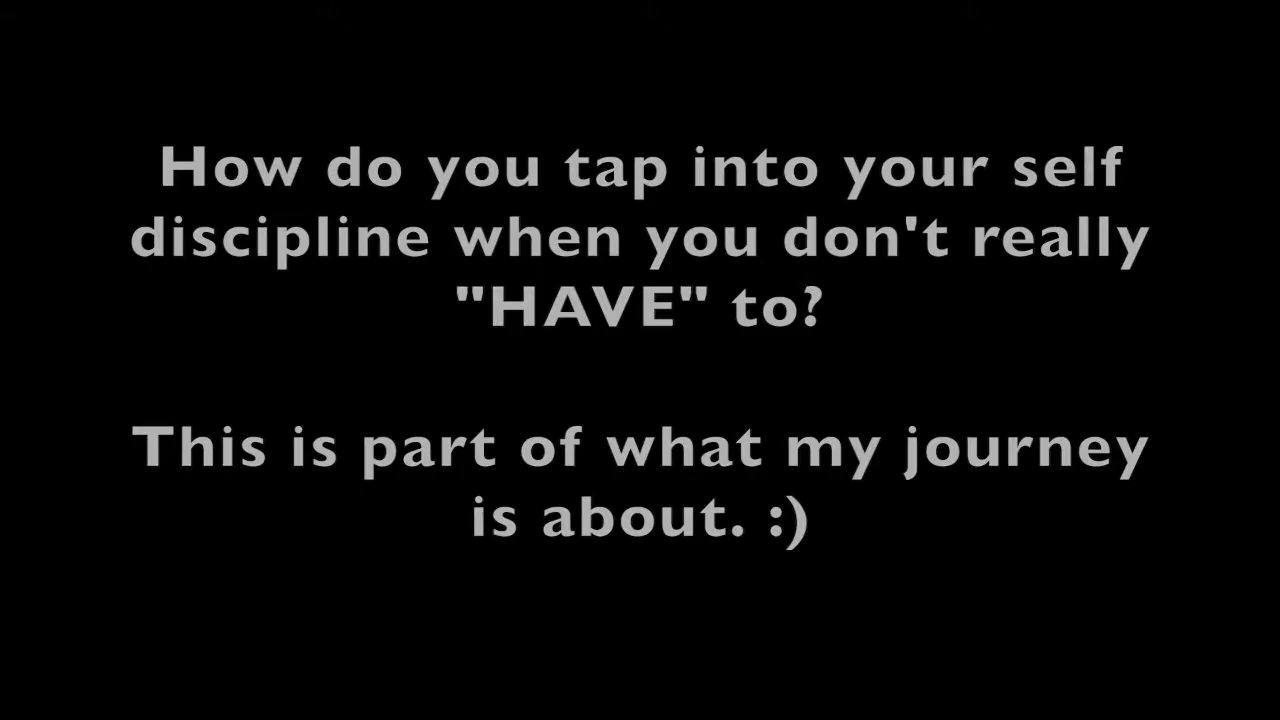 How do you tap into your self
discipline when you don't really
"HAVE" to?
This is part of what my journey
is about. :)